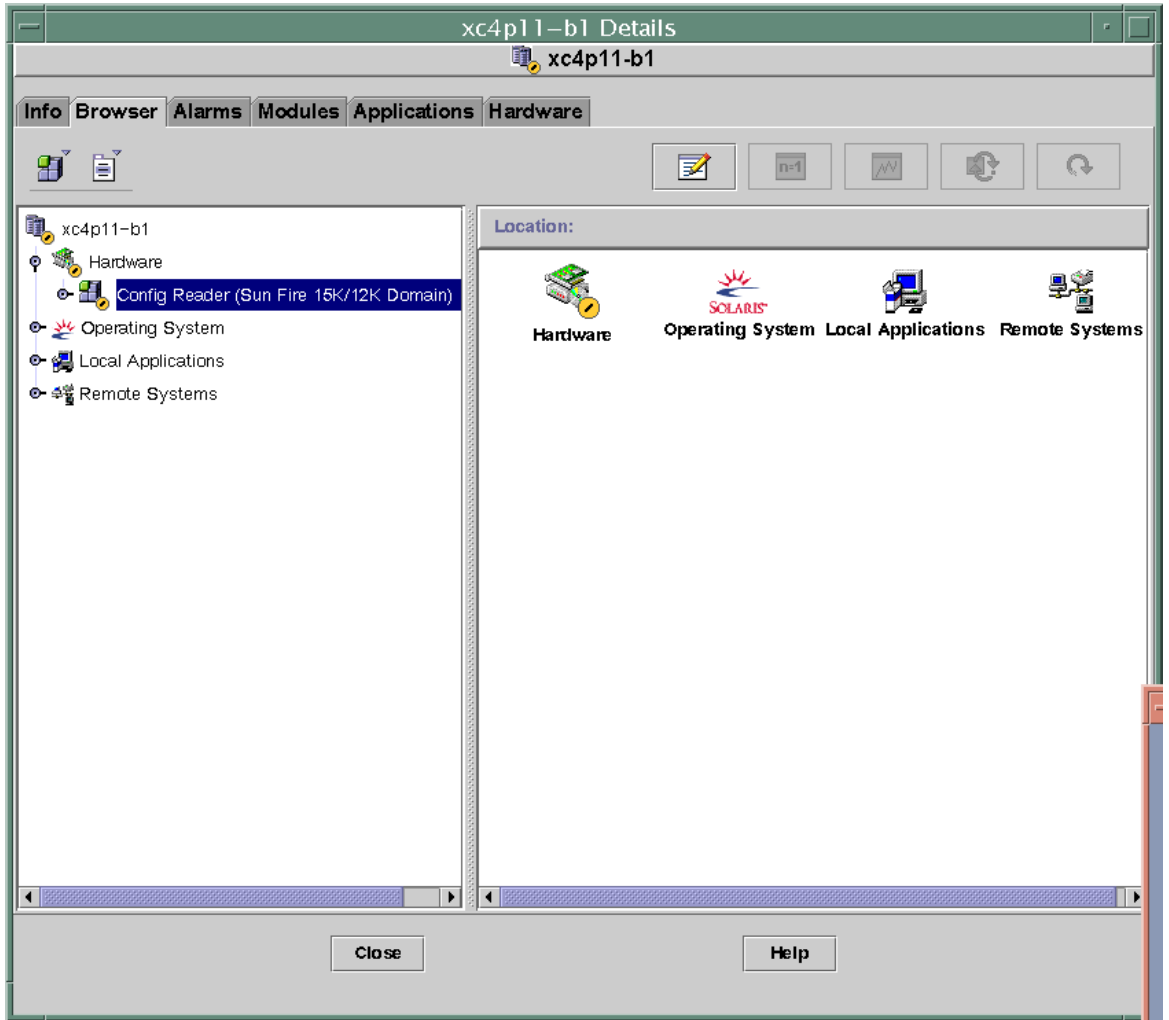 xc4p11-b1 Details
xc4p11-b1
Info Browser Alarms Modules Applications Hardware
n=1
xc4p11-b1
Hardware
Config Reader (Sun Fire 15K/12K Domain)
Operating System
Local Applications
Remote Systems
Location:
SOLARIS
Hardware Operating System Local Applications Remote Systems
Close Help